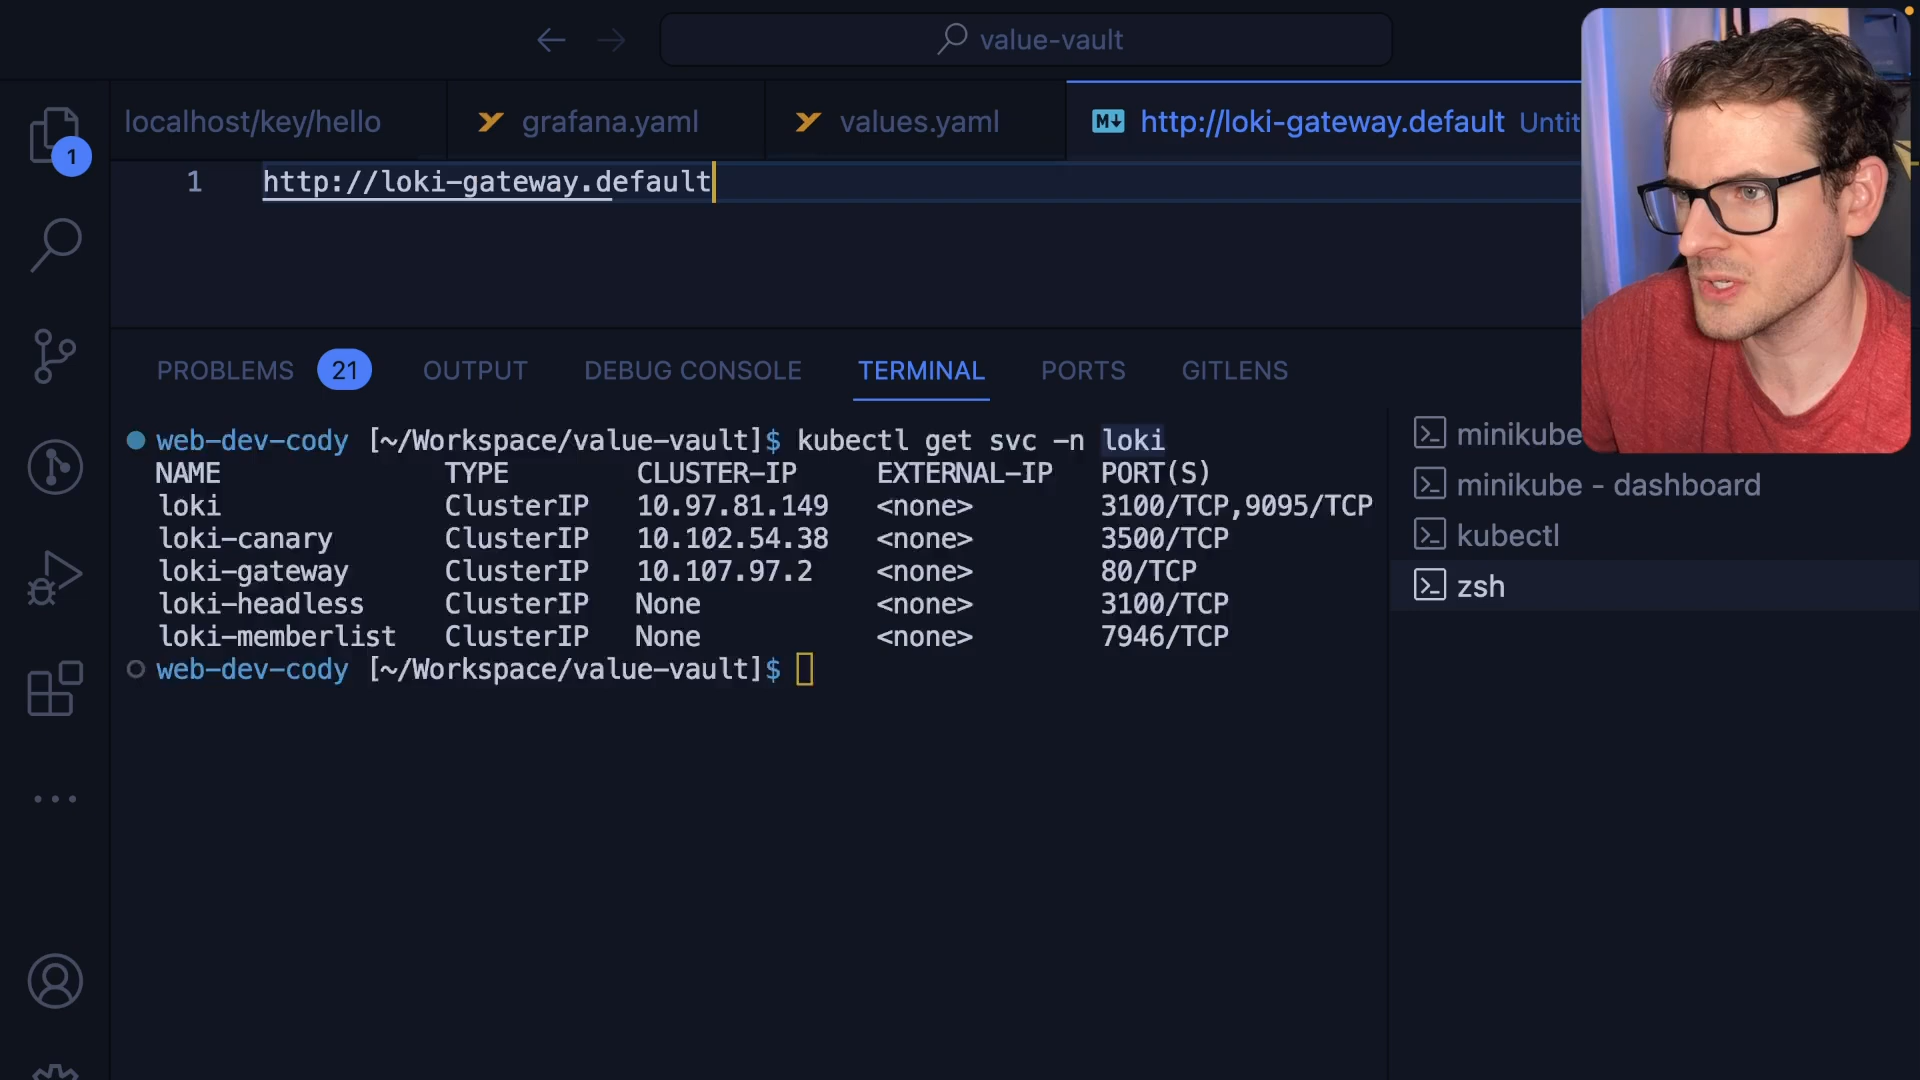 value-vault
localhost/key/hello
grafana.yaml
values.yaml
M↓ http://loki-gateway.default Untit
1
1 http://loki-gateway.default
PROBLEMS 21 OUTPUT DEBUG CONSOLE TERMINAL PORTS GITLENS
web-dev-cody [~/Workspace/value-vault]$ kubectl get svc -n loki
NAME TYPE CLUSTER-IP EXTERNAL-IP PORT(S)
loki ClusterIP 10.97.81.149 <none> 3100/TCP,9095/TCP
loki-canary ClusterIP 10.102.54.38 <none> 3500/TCP
loki-gateway ClusterIP 10.107.97.2 <none> 80/TCP
loki-headless ClusterIP None <none> 3100/TCP
loki-memberlist ClusterIP None <none> 7946/TCP
web-dev-cody [~/Workspace/value-vault]$
minikube
minikube - dashboard
kubectl
zsh